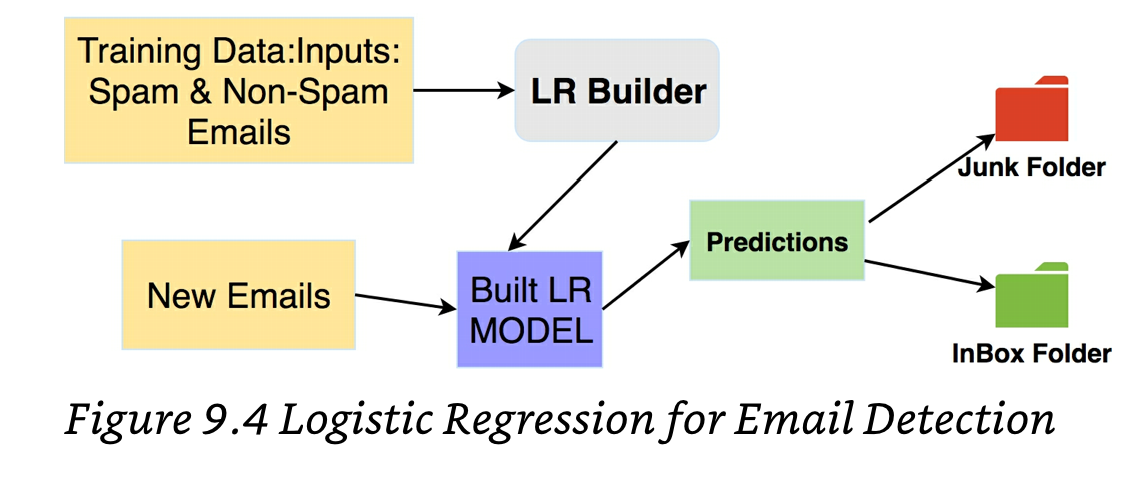 Training Data:Inputs:
Spam & Non-Spam
Emails
LR Builder
Junk Folder
Predictions
New Emails
Built LR
MODEL
InBox Folder
Figure 9.4 Logistic Regression for Email Detection